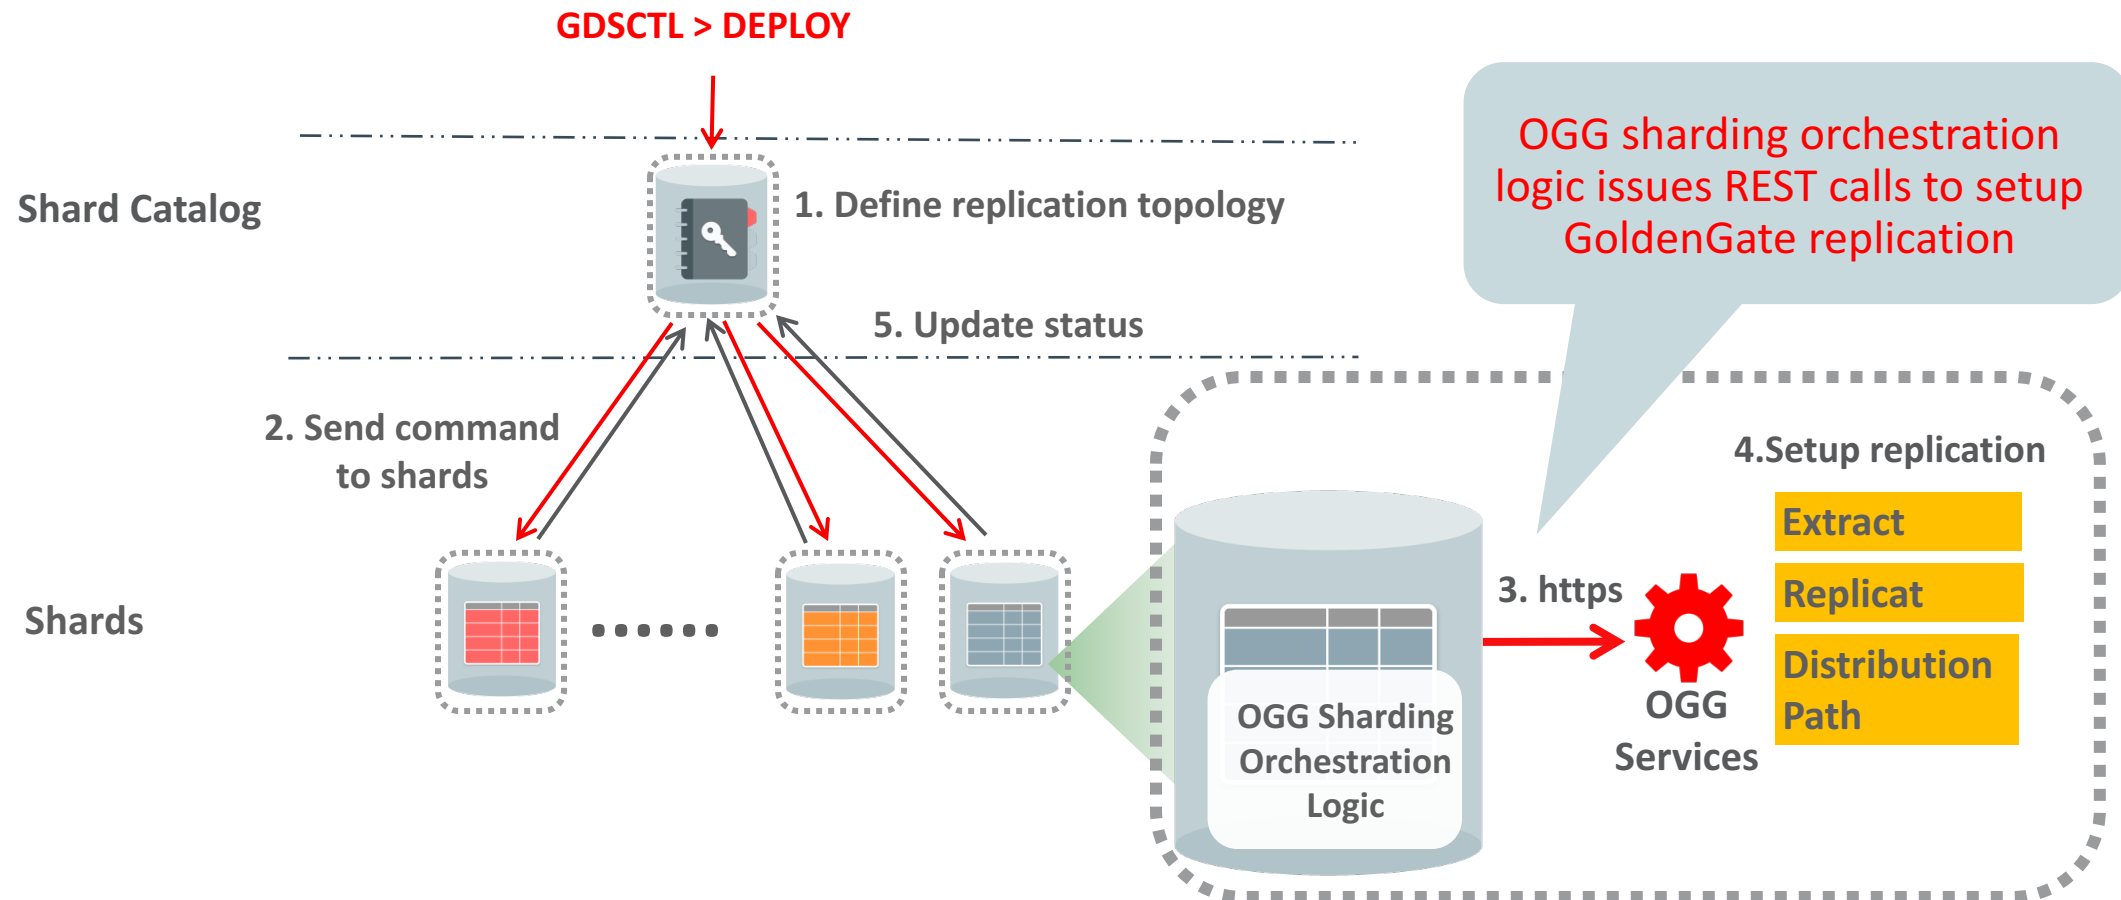 GDSCTL > DEPLOY
Shard Catalog
1. Define replication topology
OGG sharding orchestration
logic issues REST calls to setup
GoldenGate replication
5. Update status
2. Send command
to shards
Shards
3. https
OGG Sharding
Orchestration
Logic
OGG
Services
4.Setup replication
Extract
Replicat
Distribution
Path